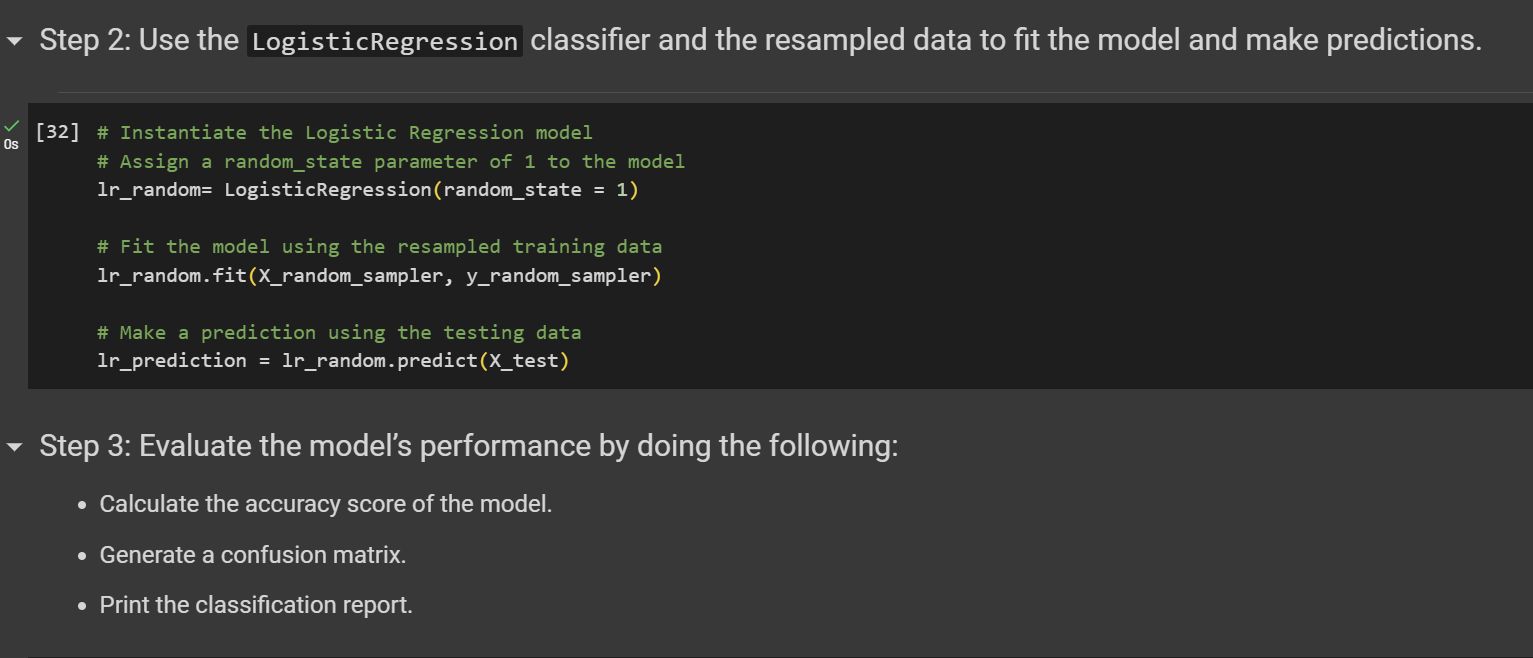 Step 2: Use the LogisticRegression classifier and the resampled data to fit the model and make predictions.
[32] # Instantiate the Logistic Regression model
0s
# Assign a random_state parameter of 1 to the model
lr_random= LogisticRegression(random_state = 1)
# Fit the model using the resampled training data
lr_random.fit(X_random_sampler, y_random_sampler)
# Make a prediction using the testing data
lr_prediction = lr_random.predict(X_test)
Step 3: Evaluate the model’s performance by doing the following:
• Calculate the accuracy score of the model.
• Generate a confusion matrix.
• Print the classification report.